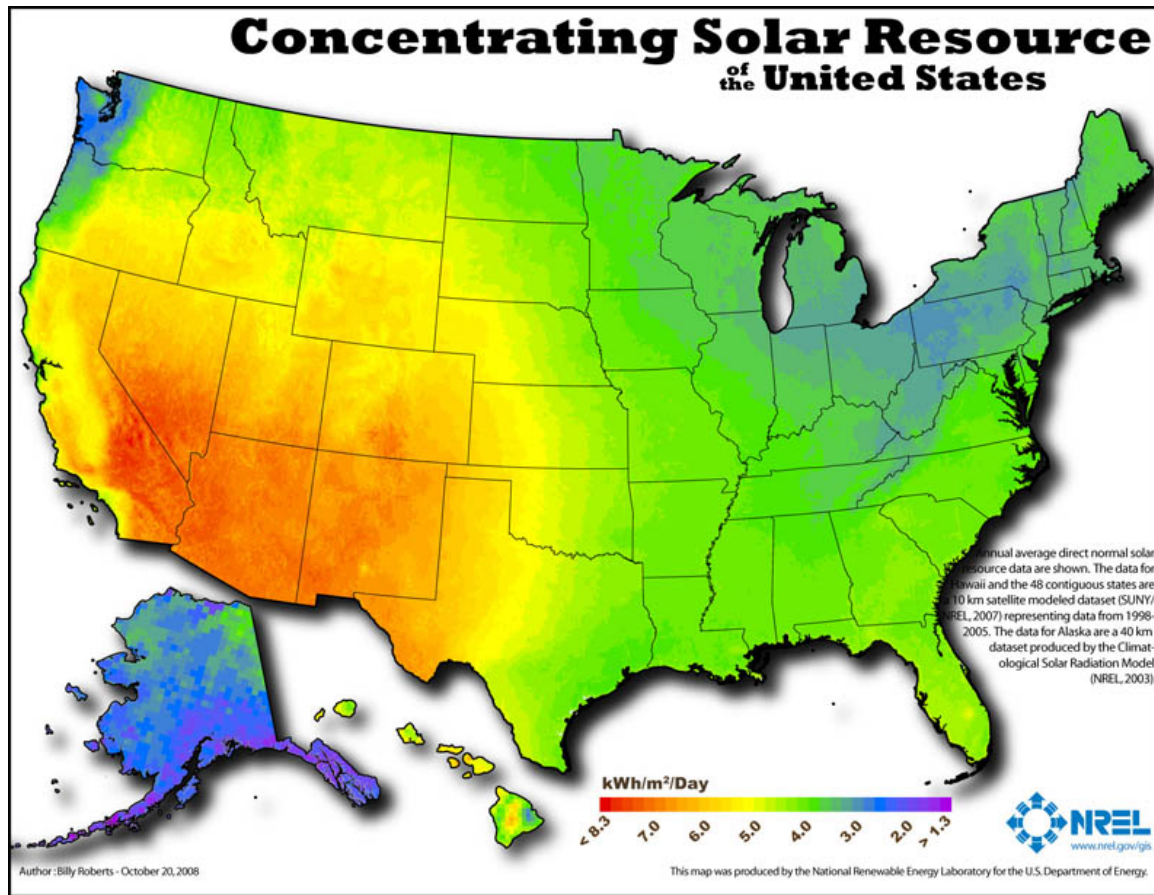 Concentrating Solar Resource
of the United States
Annual average direct normal solar
resource data are shown. The data for
Hawaii and the 48 contiguous states are
a 10 km satellite modeled dataset (SUNY/
NREL, 2007) representing data from 1998-
2005. The data for Alaska are a 40 km
dataset produced by the Climat-
ological Solar Radiation Model
(NREL, 2003)
kWh/m²/Day
< 8.3 7.0 6.0 5.0 4.0 3.0 2.0 > 1.3
NREL
www.nrel.gov/gis
Author : Billy Roberts - October 20, 2008
This map was produced by the National Renewable Energy Laboratory for the U.S. Department of Energy.